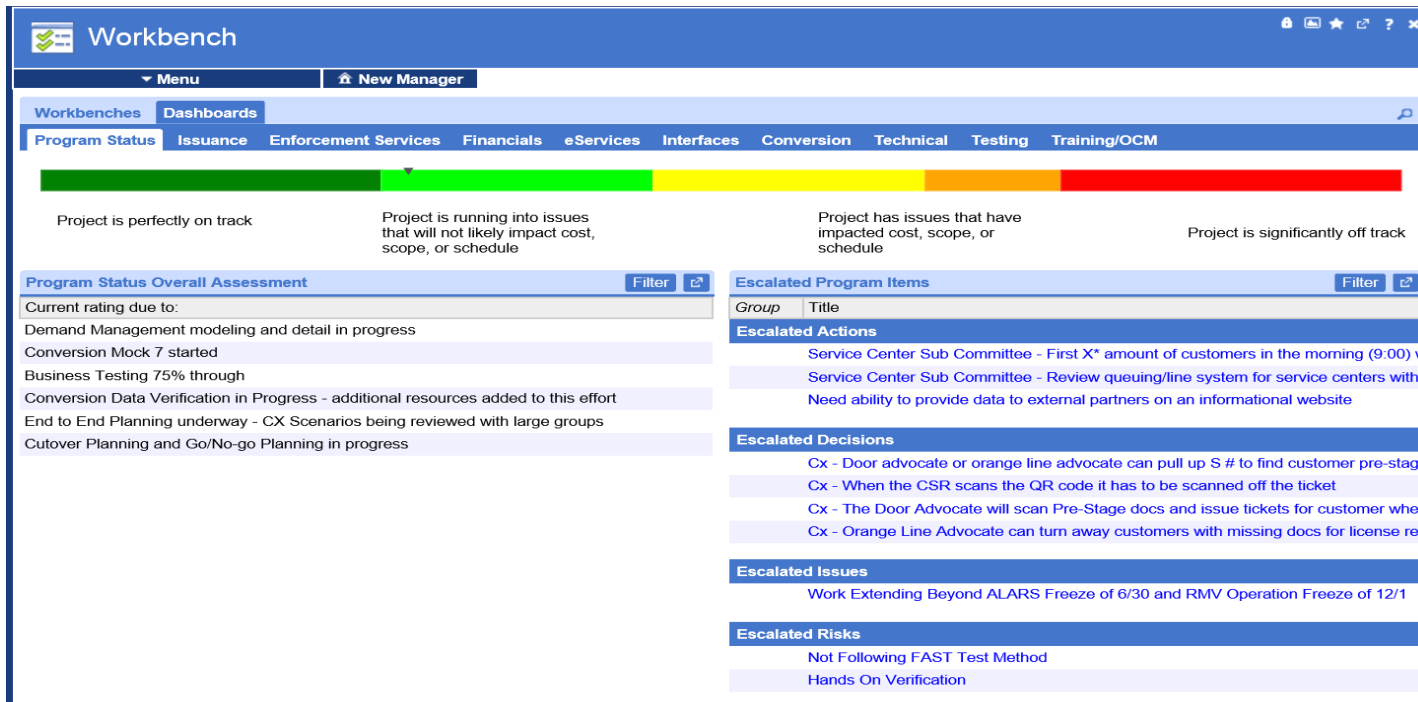 Workbench
?
Menu
New Manager
Workbenches Dashboards
Program Status Issuance Enforcement Services Financials eServices Interfaces Conversion Technical Testing Training/OCM
Project is perfectly on track
Project is running into issues
that will not likely impact cost,
scope, or schedule
Project has issues that have
impacted cost, scope, or
schedule
Project is significantly off track
Program Status Overall Assessment Filter
Current rating due to:
Demand Management modeling and detail in progress
Conversion Mock 7 started
Business Testing 75% through
Conversion Data Verification in Progress - additional resources added to this effort
End to End Planning underway - CX Scenarios being reviewed with large groups
Cutover Planning and Go/No-go Planning in progress
Escalated Program Items Filter
Group Title
Escalated Actions
Service Center Sub Committee - First X* amount of customers in the morning (9:00)
Service Center Sub Committee - Review queuing/line system for service centers with
Need ability to provide data to external partners on an informational website
Escalated Decisions
Cx - Door advocate or orange line advocate can pull up S # to find customer pre-stag
Cx - When the CSR scans the QR code it has to be scanned off the ticket
Cx - The Door Advocate will scan Pre-Stage docs and issue tickets for customer whe
Cx - Orange Line Advocate can turn away customers with missing docs for license re
Escalated Issues
Work Extending Beyond ALARS Freeze of 6/30 and RMV Operation Freeze of 12/1
Escalated Risks
Not Following FAST Test Method
Hands On Verification